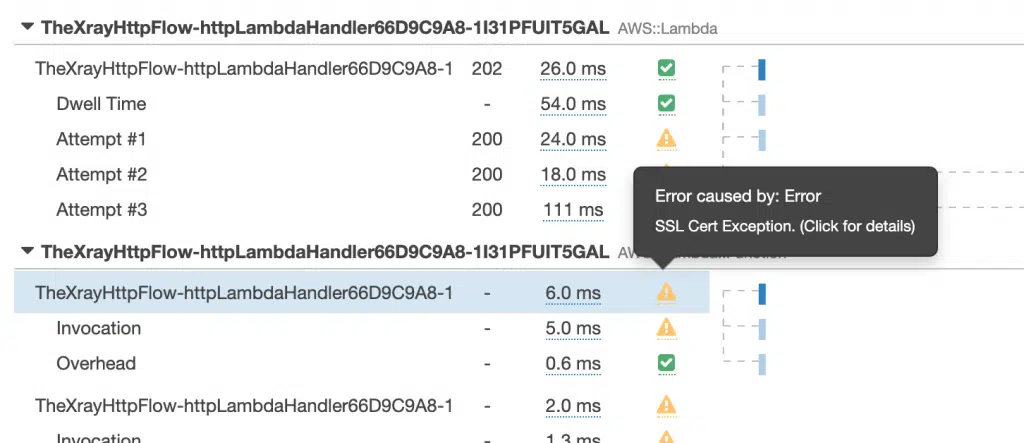 TheXrayHttpFlow-httpLambdaHandler66D9C9A8-1I31PFUIT5GAL AWS::Lambda
TheXrayHttpFlow-httpLambdaHandler66D9C9A8-1 202 26.0 ms
Dwell Time - 54.0 ms
Attempt #1 200 24.0 ms
Attempt #2 200 18.0 ms
Attempt #3 200 111 ms
Error caused by: Error
SSL Cert Exception. (Click for details)
TheXrayHttpFlow-httpLambdaHandler66D9C9A8-1I31PFUIT5GAL
TheXrayHttpFlow-httpLambdaHandler66D9C9A8-1 - 6.0 ms
Invocation - 5.0 ms
Overhead - 0.6 ms
TheXrayHttpFlow-httpLambdaHandler66D9C9A8-1 - 2.0 ms
Invocation - 1.3 ms